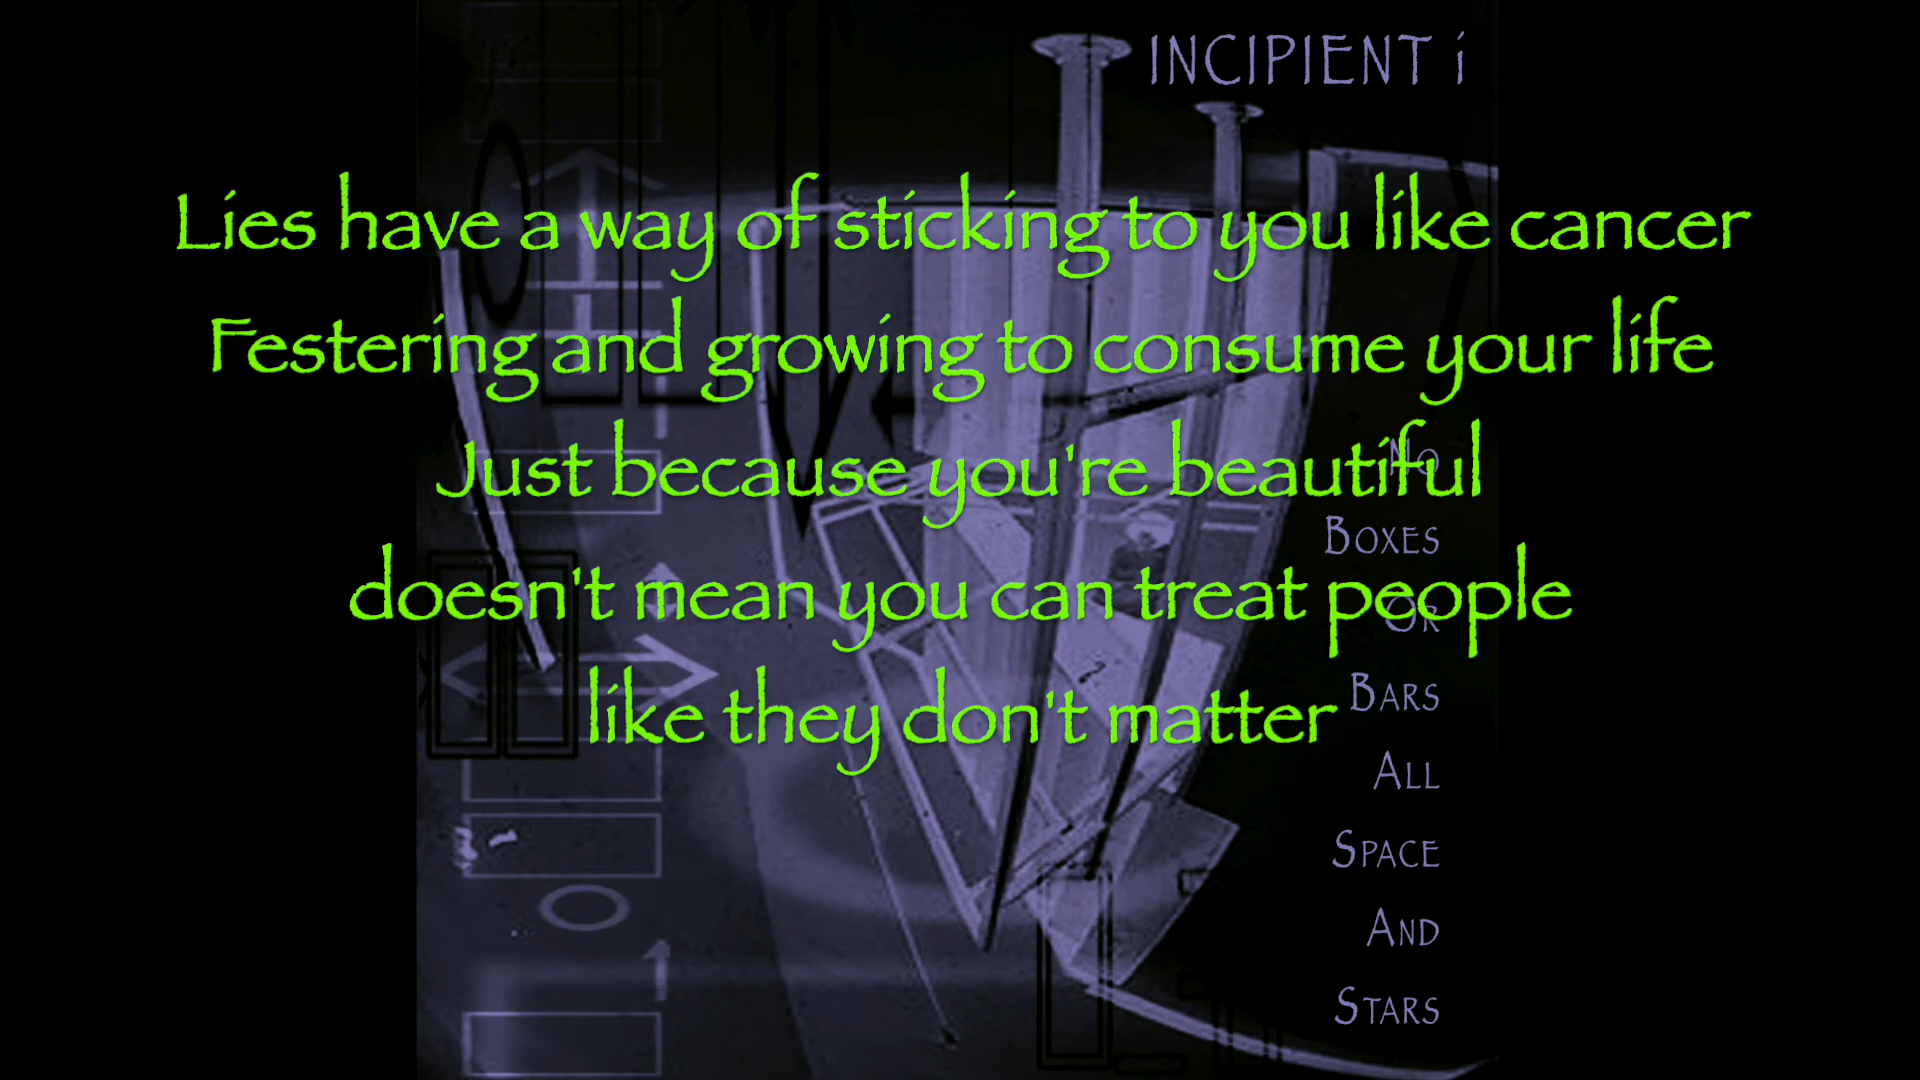 INCIPIENT i
Lies have a way of sticking to you like cancer
Festering and growing to consume your life
Just because you're beautiful
doesn't mean you can treat people
like they don't matter
No
Boxes
Or
Bars
All
Space
And
Stars